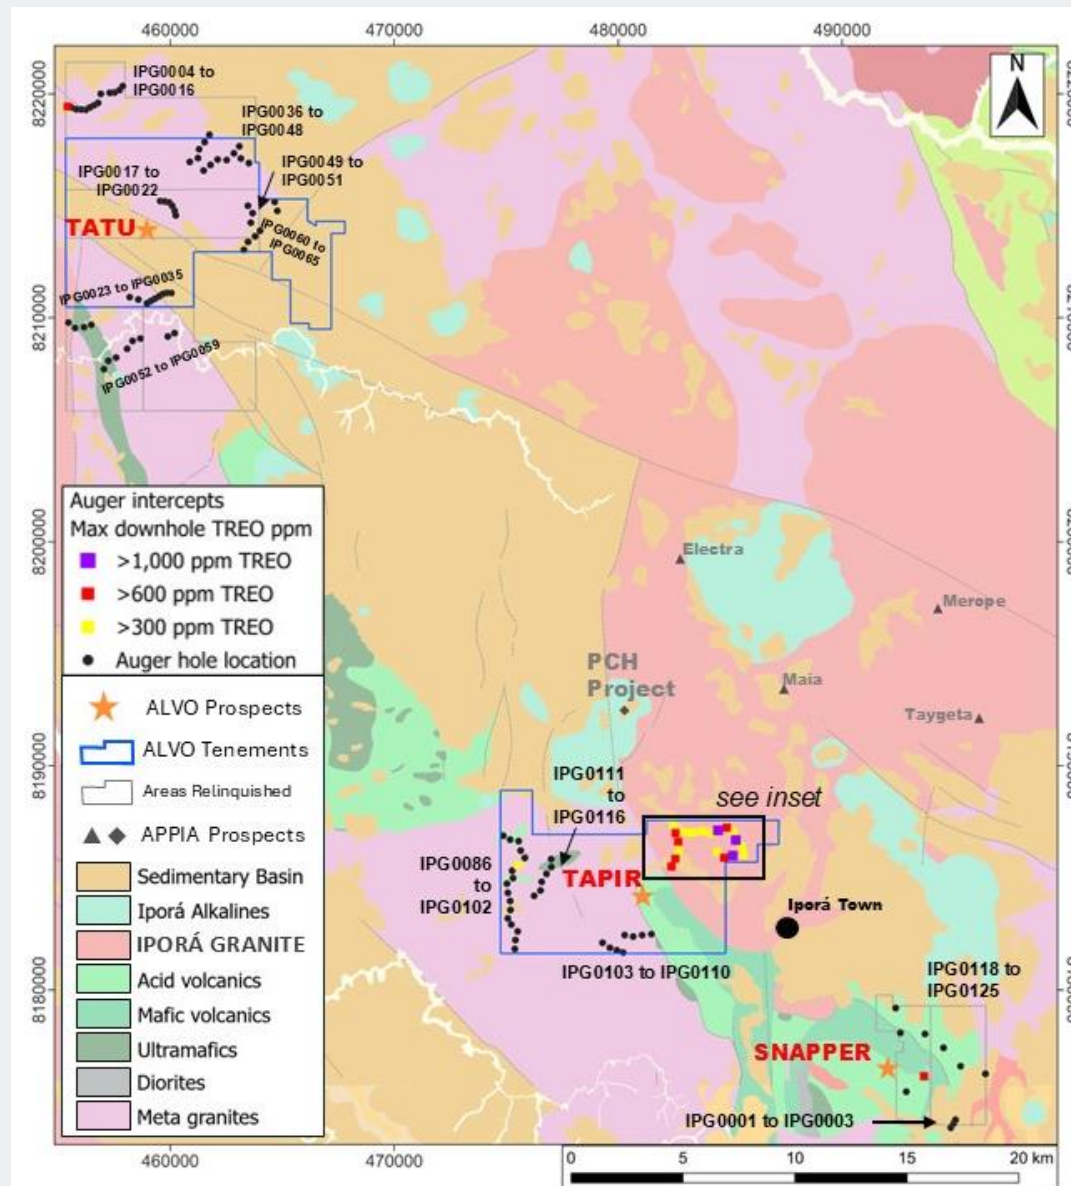 460000
470000
480000
490000
N
8220000
8220000
IPG0004 to
IPG0016
IPG0036 to
IPG0048
IPG0049 to
IPG0051
IPG0017 to
IPG0022
TATU
IPG0060 to
IPG0065
IPG0023 to IPG0035
8210000
8210000
IPG0052 to IPG0059
Auger intercepts
Max downhole TREO ppm
>1,000 ppm TREO
>600 ppm TREO
>300 ppm TREO
Auger hole location
ALVO Prospects
ALVO Tenements
Areas Relinquished
APPIA Prospects
Sedimentary Basin
Iporá Alkalines
IPORÁ GRANITE
Acid volcanics
Mafic volcanics
Ultramafics
Diorites
Meta granites
8200000
8200000
Electra
Merope
PCH
Project
Maia
Taygeta
8190000
8190000
IPG0111
to
IPG0116
see inset
IPG0086
to
IPG0102
TAPIR
Iporá Town
IPG0103 to IPG0110
8180000
8180000
IPG0118 to
IPG0125
SNAPPER
IPG0001 to IPG0003
460000
470000
0
5
10
15
20 km